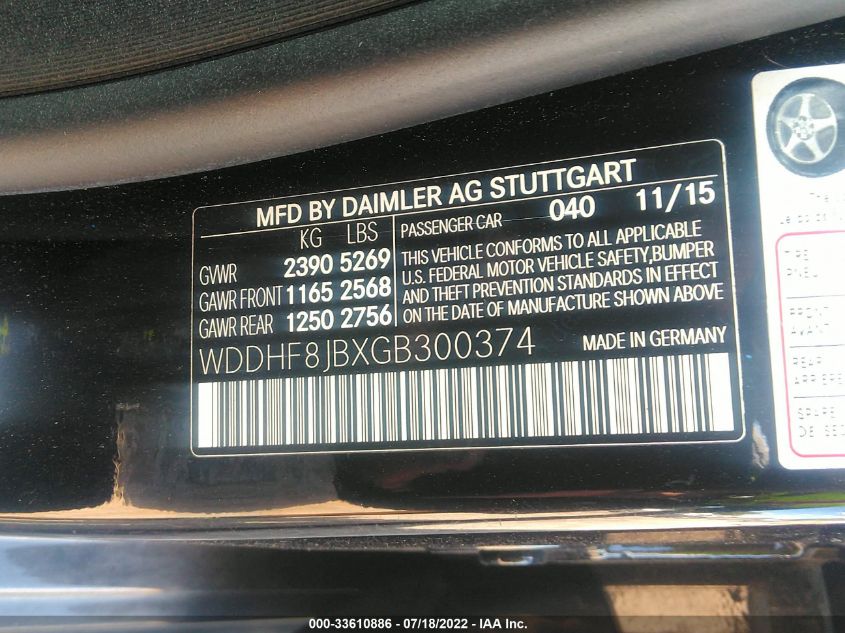 MFD BY DAIMLER AG STUTTGART
KG LBS
GVWR 2390 5269
GAWR FRONT 1165 2568
GAWR REAR 1250 2756
PASSENGER CAR 040 11/15
THIS VEHICLE CONFORMS TO ALL APPLICABLE
U.S. FEDERAL MOTOR VEHICLE SAFETY,BUMPER
AND THEFT PREVENTION STANDARDS IN EFFECT
ON THE DATE OF MANUFACTURE SHOWN ABOVE
WDDHF8JBXGB300374 MADE IN GERMANY
TIRE
PNEU
FRONT
AVANT
REAR
ARRIERE
SPARE
DE SEC
000-33610886 - 07/18/2022 - IAA Inc.